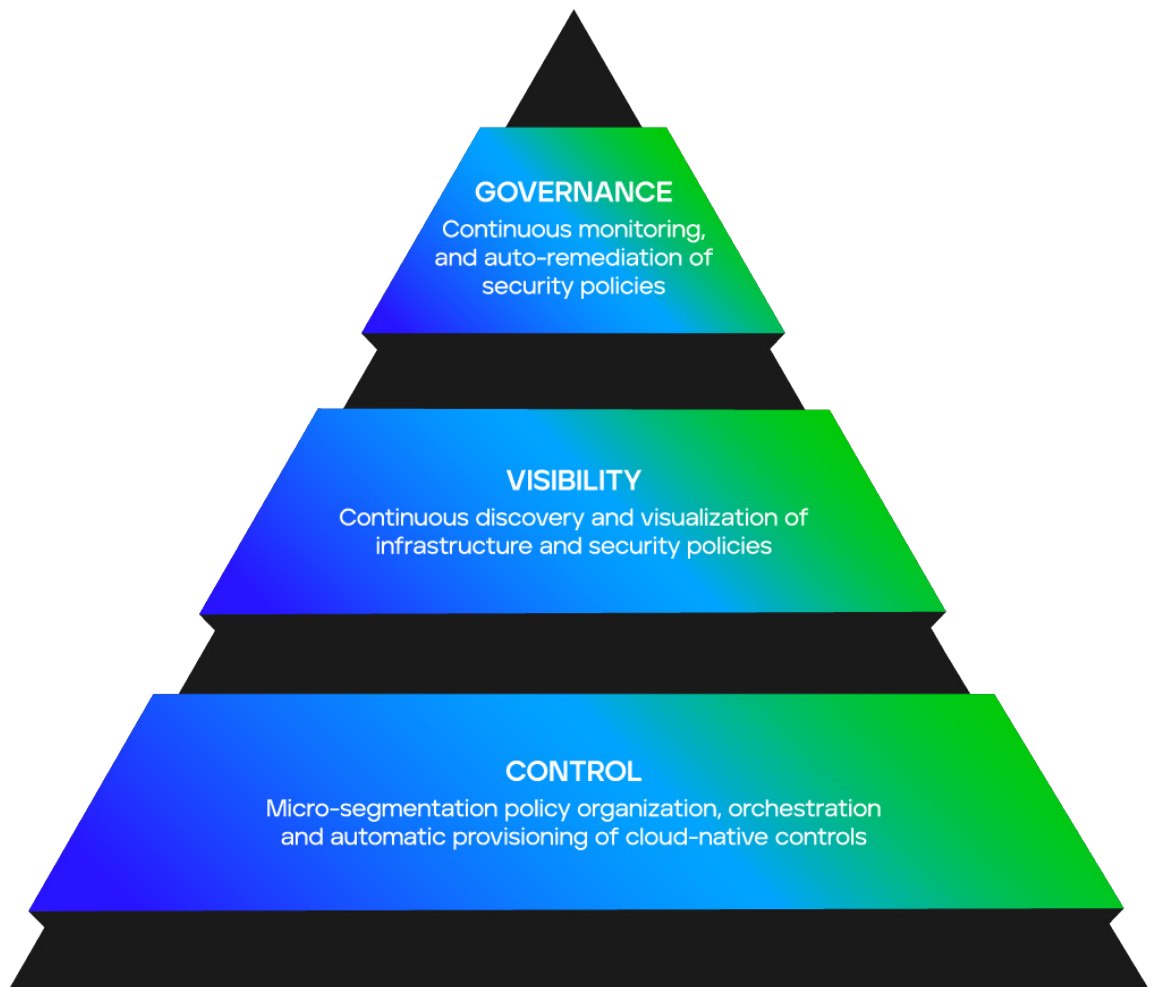 GOVERNANCE
Continuous monitoring,
and auto-remediation of
security policies
VISIBILITY
Continuous discovery and visualization of
infrastructure and security policies
CONTROL
Micro-segmentation policy organization, orchestration
and automatic provisioning of cloud-native controls